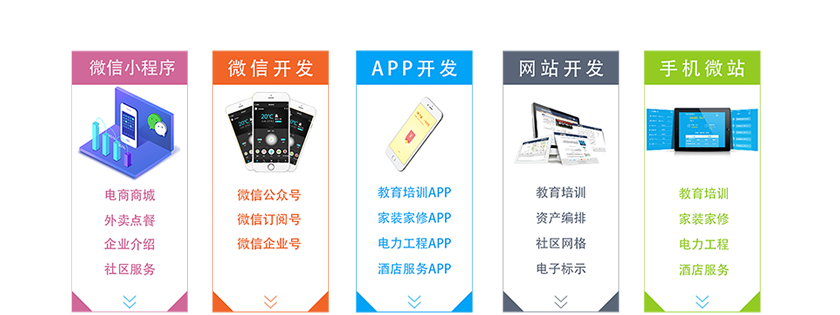 微信小程序
电商商城
外卖点餐
企业介绍
社区服务
微信开发
20℃
微信公众号
微信订阅号
微信企业号
APP开发
教育培训APP
家装家修APP
电力工程APP
酒店服务APP
网站开发
教育培训
资产编排
社区网格
电子标示
手机微站
教育培训
家装家修
电力工程
酒店服务